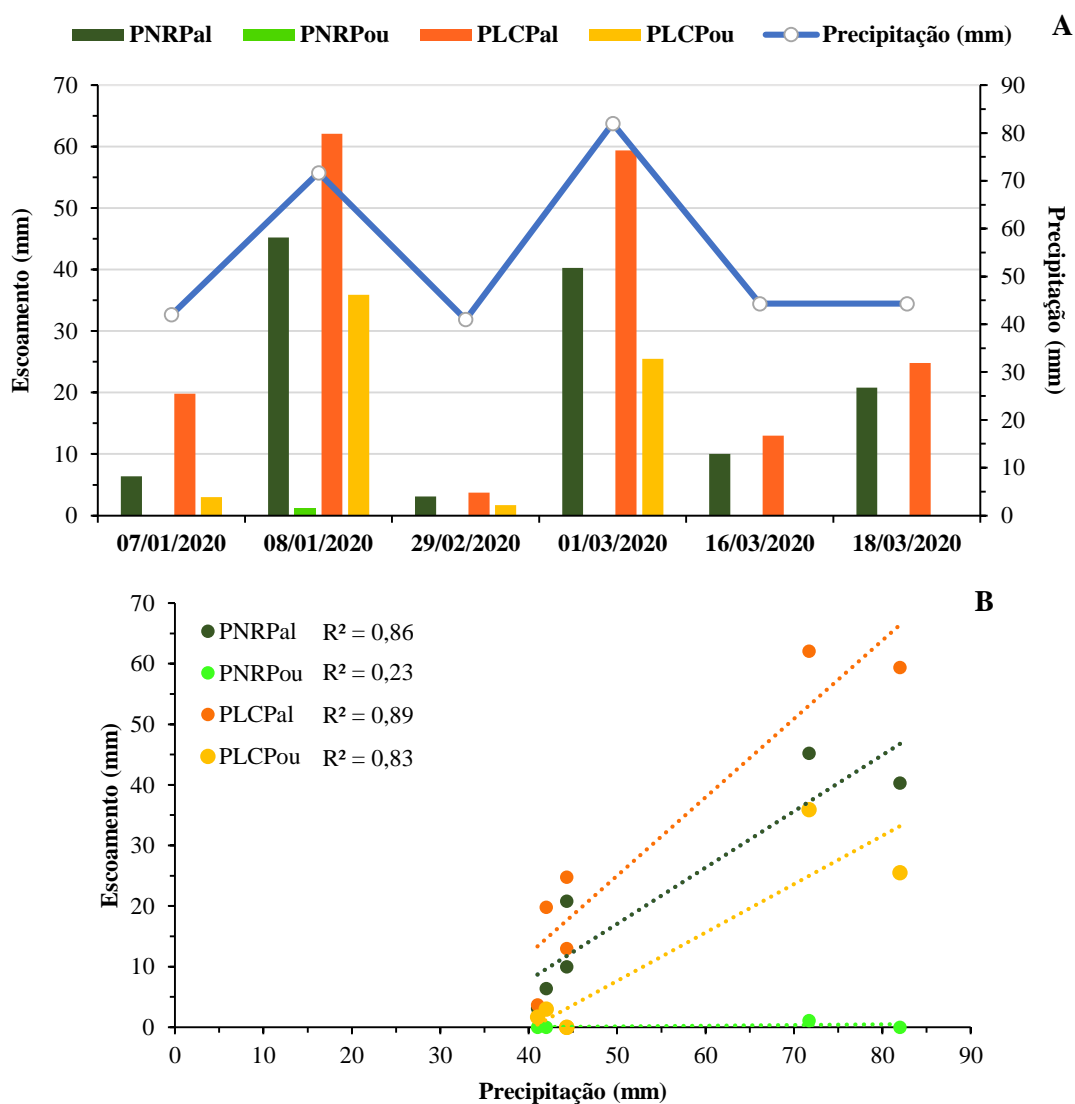 PNRPal PNRPou PLCPal PLCPou Precipitação (mm) A
70 90
60 80
50 70
40 60
30 50
20 40
10 30
0 20
10
0
Escoamento (mm)
Precipitação (mm)
07/01/2020 08/01/2020 29/02/2020 01/03/2020 16/03/2020 18/03/2020
B
70
60
50
40
30
20
10
0
Escoamento (mm)
PNRPal R² = 0,86
PNRPou R² = 0,23
PLCPal R² = 0,89
PLCPou R² = 0,83
0 10 20 30 40 50 60 70 80 90
Precipitação (mm)